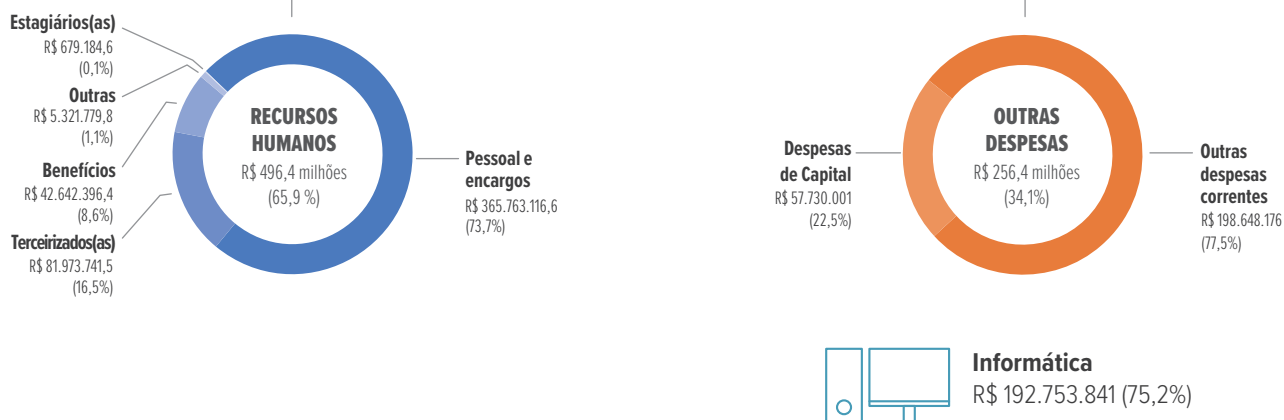 Estagiários(as)
R$ 679.184,6
(0,1%)
Outras
R$ 5.321.779,8
(1,1%)
Benefícios
R$ 42.642.396,4
(8,6%)
Terceirizados(as)
R$ 81.973.741,5
(16,5%)
RECURSOS
HUMANOS
R$ 496,4 milhões
(65,9 %)
Pessoal e
encargos
R$ 365.763.116,6
(73,7%)
Despesas
de Capital
R$ 57.730.001
(22,5%)
OUTRAS
DESPESAS
R$ 256,4 milhões
(34,1%)
Outras
despesas
correntes
R$ 198.648.176
(77,5%)
Informática
R$ 192.753.841 (75,2%)